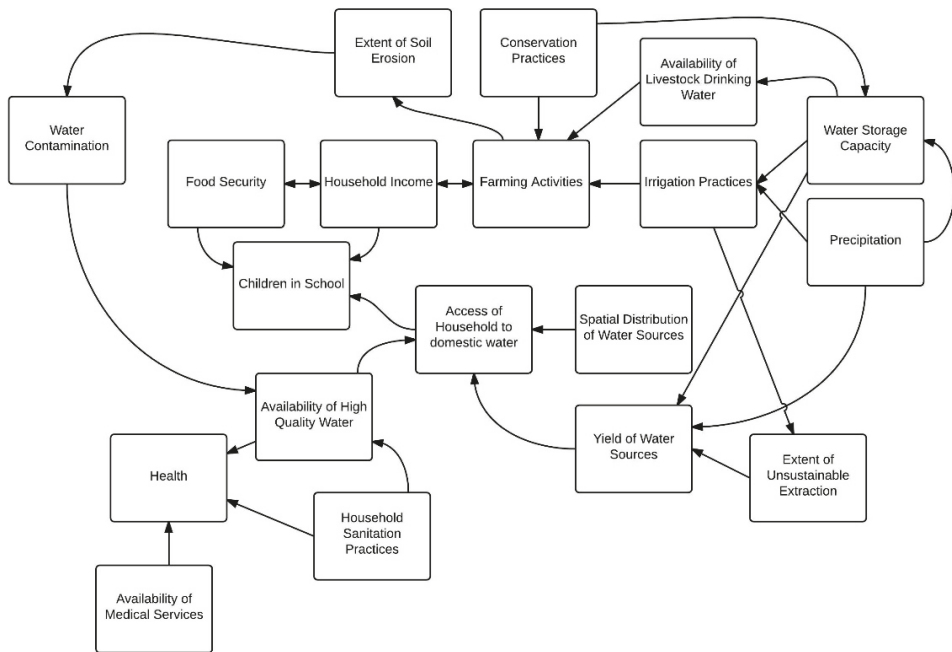 Extent of Soil
Erosion
Conservation
Practices
Availability of
Livestock Drinking
Water
Water
Contamination
Water Storage
Capacity
Food Security
Household Income
Farming Activities
Irrigation Practices
Precipitation
Children in School
Access of
Household to
domestic water
Spatial Distribution
of Water Sources
Availability of High
Quality Water
Yield of Water
Sources
Extent of
Unsustainable
Extraction
Health
Household
Sanitation
Practices
Availability of
Medical Services